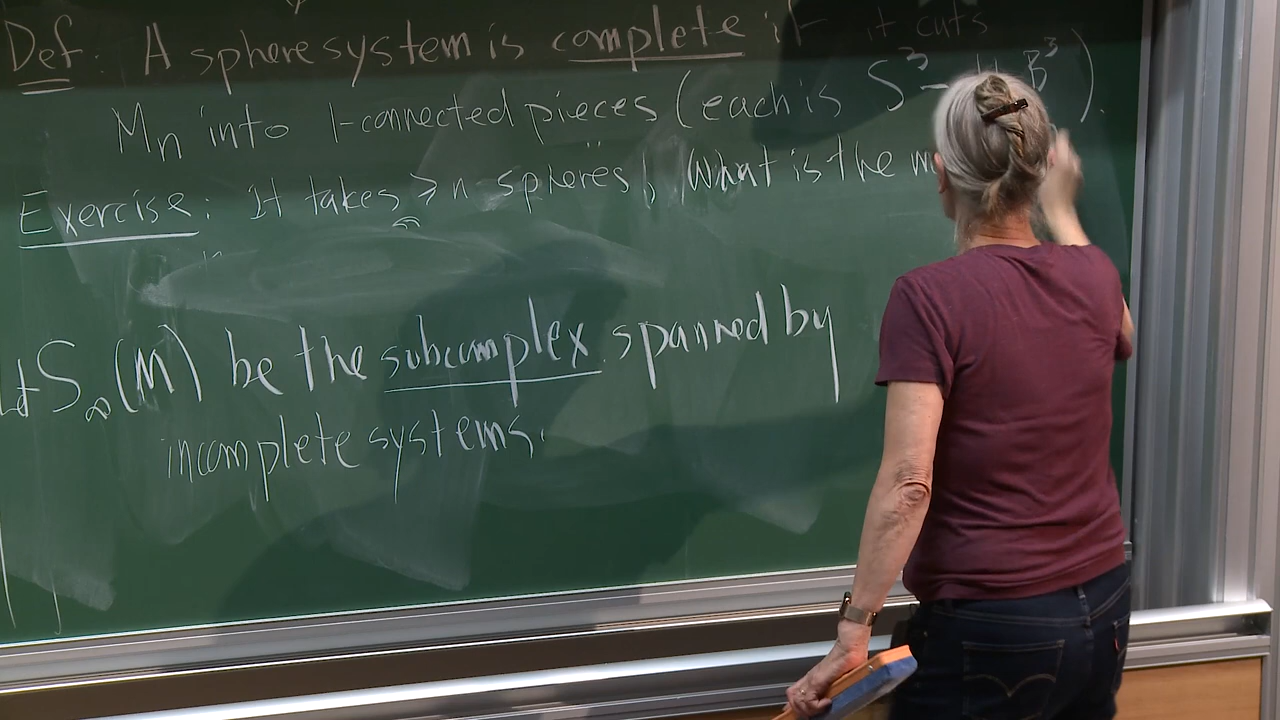 Def: A sphere system is complete if it cuts
Mn into 1-connected pieces (each is S³ - ⊔ B³).
Exercise: it takes ≥ n spheres, What is the
Let S∞(M) be the subcomplex spanned by
incomplete systems.